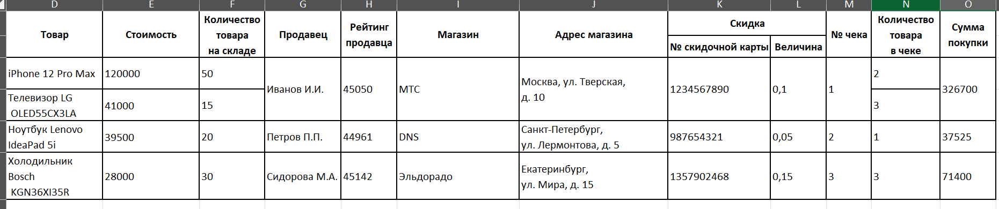 D E F G H I J K L M N O
Товар Стоимость Количество
товара
на складе Продавец Рейтинг
продавца Магазин Адрес магазина Скидка № чека Количество
товара
в чеке Сумма
покупки
№ скидочной карты Величина
iPhone 12 Pro Max 120000 50 Иванов И.И. 45050 МТС Москва, ул. Тверская,
д. 10 1234567890 0,1 1 2 326700
Телевизор LG
OLED55CX3LA 41000 15 3
Ноутбук Lenovo
IdeaPad 5i 39500 20 Петров П.П. 44961 DNS Санкт-Петербург,
ул. Лермонтова, д. 5 987654321 0,05 2 1 37525
Холодильник
Bosch
KGN36XI35R 28000 30 Сидорова М.А. 45142 Эльдорадо Екатеринбург,
ул. Мира, д. 15 1357902468 0,15 3 3 71400